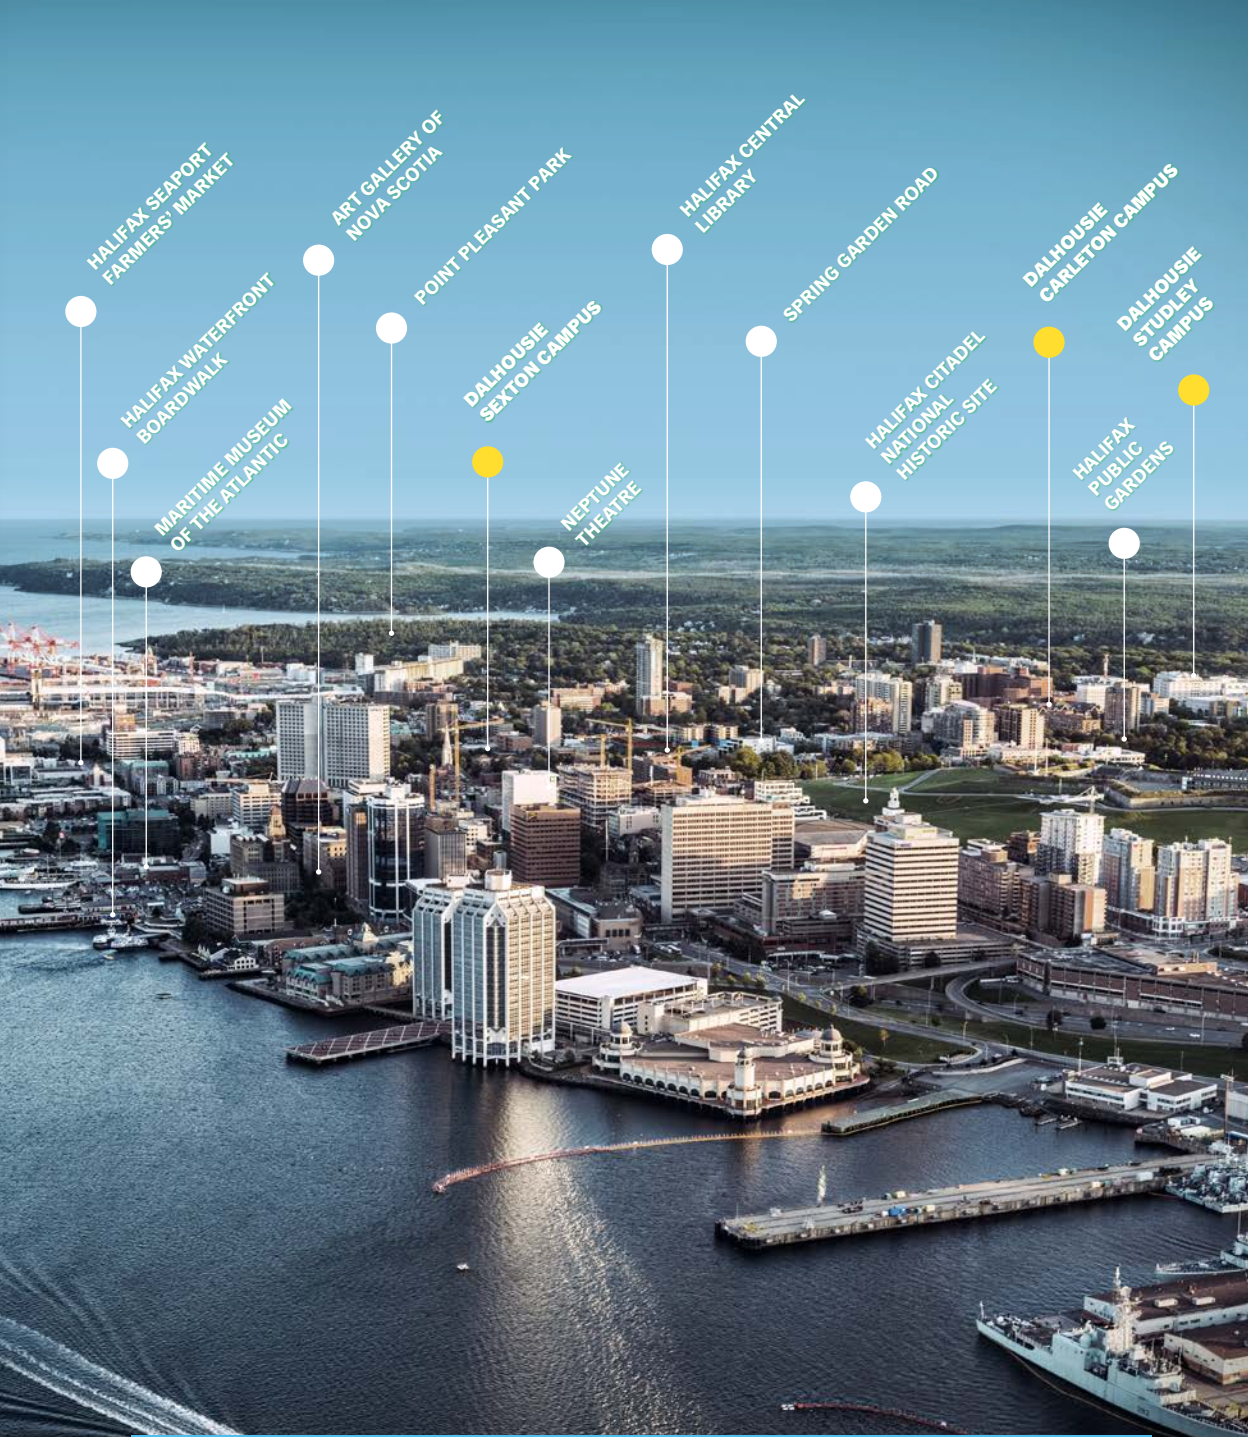 HALIFAX SEAPORT
FARMERS' MARKET
HALIFAX WATERFRONT
BOARDWALK
MARITIME MUSEUM
OF THE ATLANTIC
ART GALLERY OF
NOVA SCOTIA
POINT PLEASANT PARK
DALHOUSIE
SEXTON CAMPUS
NEPTUNE
THEATRE
HALIFAX CENTRAL
LIBRARY
SPRING GARDEN ROAD
HALIFAX CITADEL
NATIONAL
HISTORIC SITE
DALHOUSIE
CARLETON CAMPUS
HALIFAX
PUBLIC
GARDENS
DALHOUSIE
STUDLEY
CAMPUS